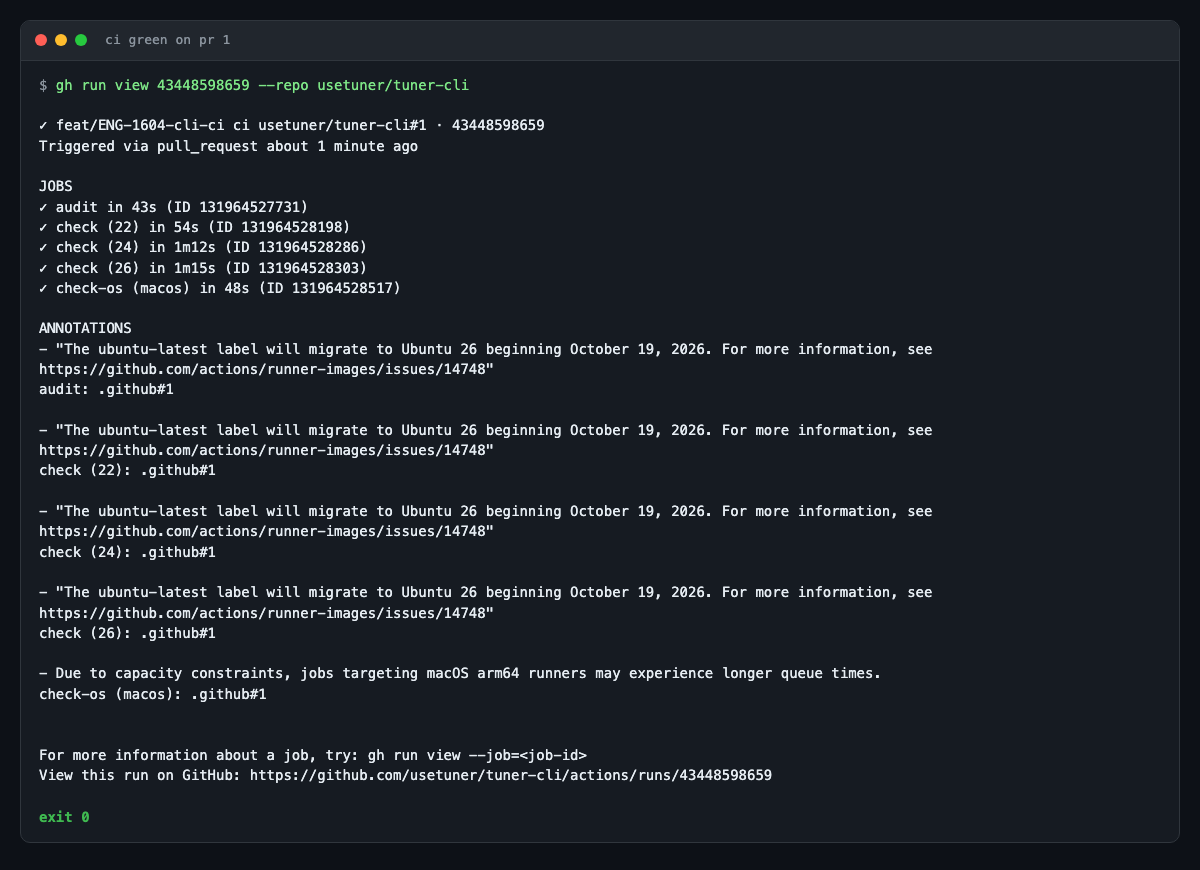 ci green on pr 1
$ gh run view 43448598659 --repo usetuner/tuner-cli
✓ feat/ENG-1604-cli-ci ci usetuner/tuner-cli#1 · 43448598659
Triggered via pull_request about 1 minute ago
JOBS
✓ audit in 43s (ID 131964527731)
✓ check (22) in 54s (ID 131964528198)
✓ check (24) in 1m12s (ID 131964528286)
✓ check (26) in 1m15s (ID 131964528303)
✓ check-os (macos) in 48s (ID 131964528517)
ANNOTATIONS
- "The ubuntu-latest label will migrate to Ubuntu 26 beginning October 19, 2026. For more information, see
https://github.com/actions/runner-images/issues/14748"
audit: .github#1
- "The ubuntu-latest label will migrate to Ubuntu 26 beginning October 19, 2026. For more information, see
https://github.com/actions/runner-images/issues/14748"
check (22): .github#1
- "The ubuntu-latest label will migrate to Ubuntu 26 beginning October 19, 2026. For more information, see
https://github.com/actions/runner-images/issues/14748"
check (24): .github#1
- "The ubuntu-latest label will migrate to Ubuntu 26 beginning October 19, 2026. For more information, see
https://github.com/actions/runner-images/issues/14748"
check (26): .github#1
- Due to capacity constraints, jobs targeting macOS arm64 runners may experience longer queue times.
check-os (macos): .github#1
For more information about a job, try: gh run view --job=<job-id>
View this run on GitHub: https://github.com/usetuner/tuner-cli/actions/runs/43448598659
exit 0